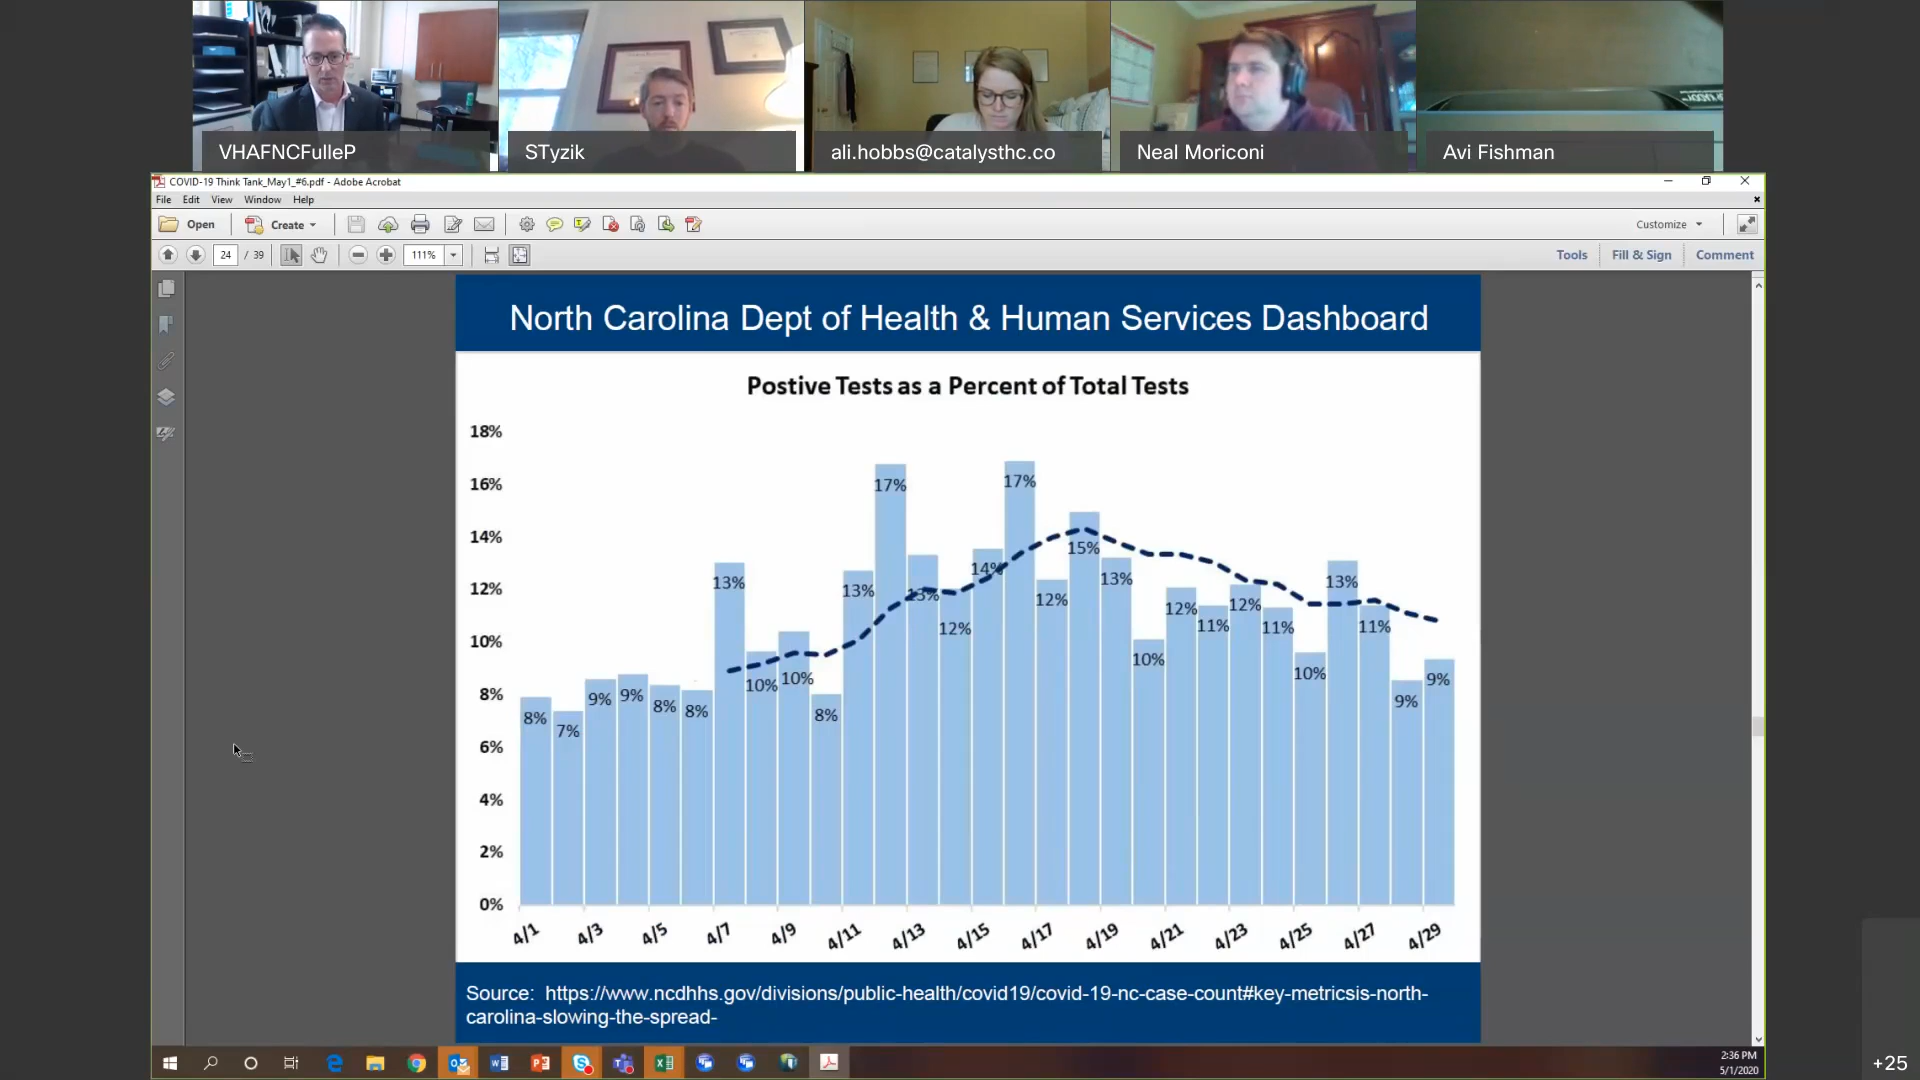 VHAFNCFulleP
STyzik
ali.hobbs@catalysthc.co
Neal Moriconi
Avi Fishman
COVID-19 Think Tank_May1_#6.pdf - Adobe Acrobat
File Edit View Window Help
Open Create Customize
24 / 39 111% Tools Fill & Sign Comment
North Carolina Dept of Health & Human Services Dashboard
Postive Tests as a Percent of Total Tests
18%
16%
14%
12%
10%
8%
6%
4%
2%
0%
8% 7% 9% 9% 8% 8% 13% 10% 10% 8% 13% 17% 13% 12% 14% 17% 12% 15% 13% 10% 12% 11% 12% 11% 10% 13% 11% 9% 9%
4/1 4/3 4/5 4/7 4/9 4/11 4/13 4/15 4/17 4/19 4/21 4/23 4/25 4/27 4/29
Source: https://www.ncdhhs.gov/divisions/public-health/covid19/covid-19-nc-case-count#key-metricsis-north-
carolina-slowing-the-spread-
2:36 PM
5/1/2020
+25